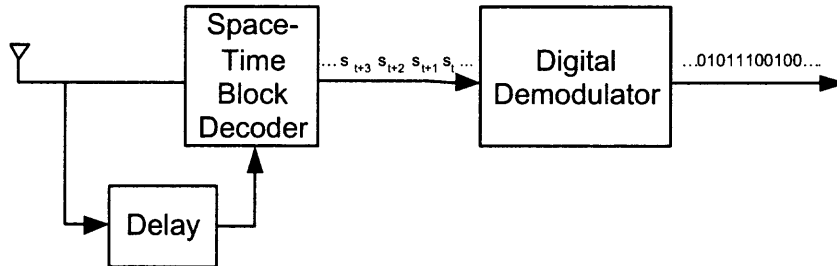 Space-
Time
Block
Decoder
... s t+3 s t+2 s t+1 s t ...
Digital
Demodulator
...01011100100....
Delay